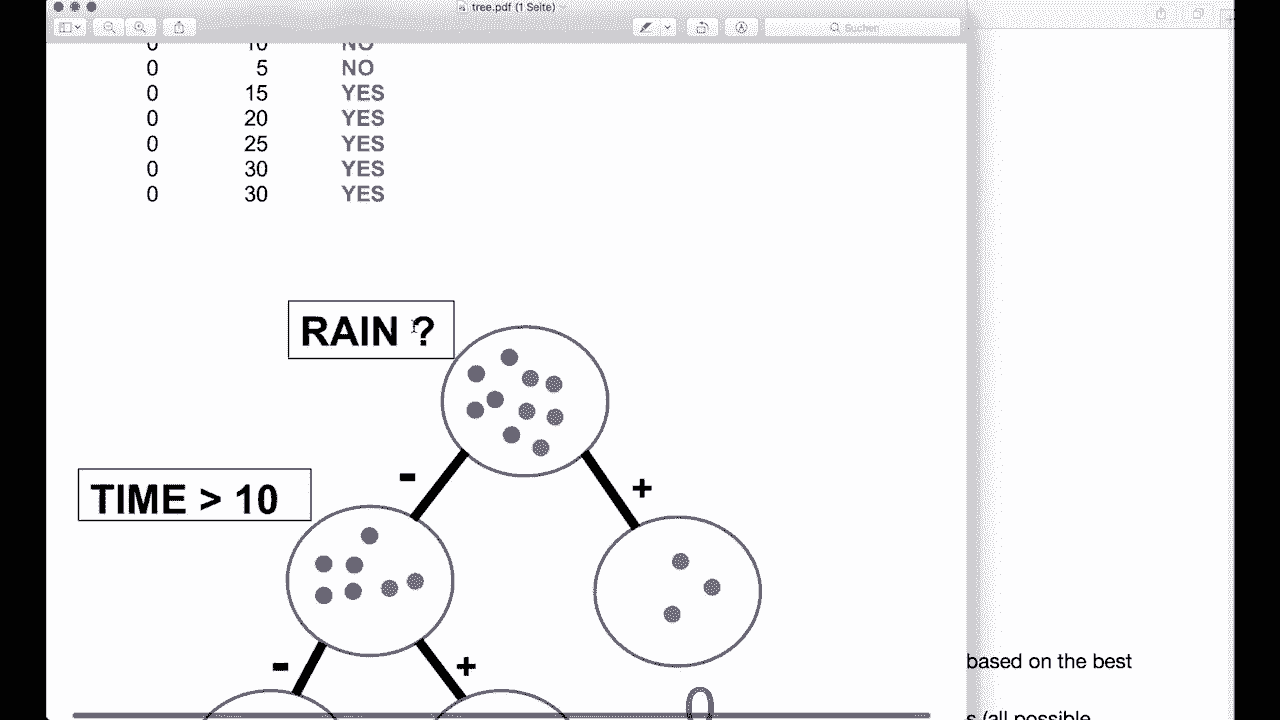 tree.pdf (1 Seite)
Suchen
0 10 NO
0 5 NO
0 15 YES
0 20 YES
0 25 YES
0 30 YES
0 30 YES
RAIN ?
- +
TIME > 10
- +
based on the best
0
s (all possible